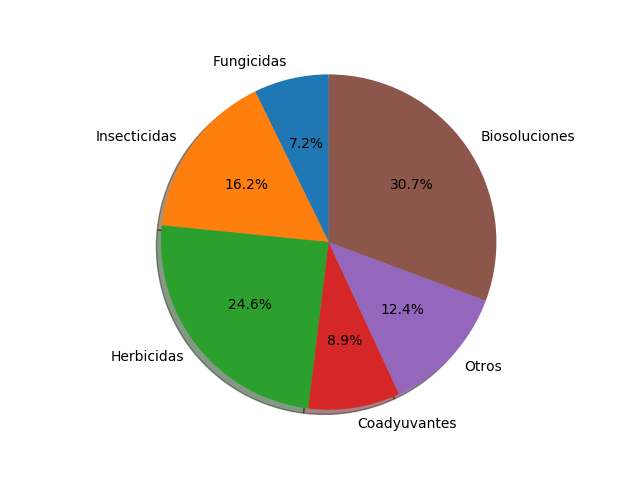 Fungicidas
7.2%
Insecticidas
16.2%
Herbicidas
24.6%
Coadyuvantes
8.9%
Otros
12.4%
Biosoluciones
30.7%